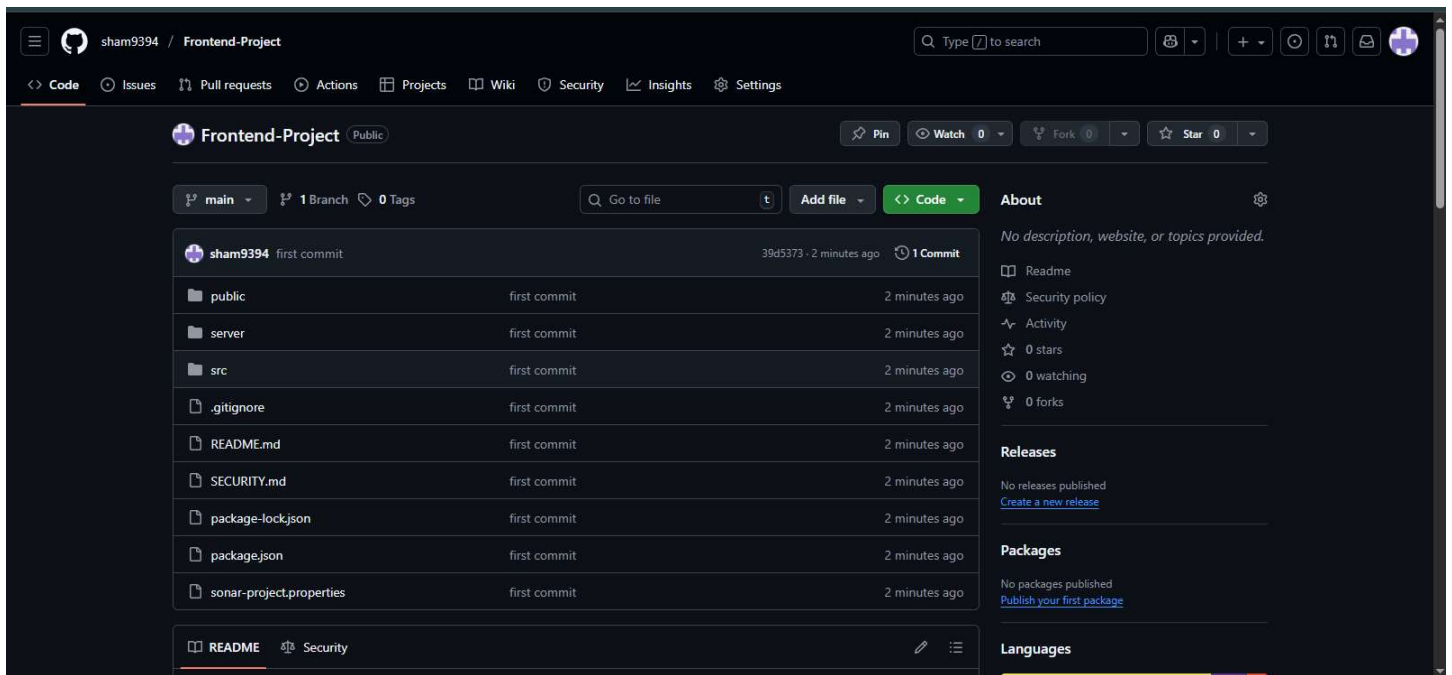 sham9394 / Frontend-Project
Type / to search
Code Issues Pull requests Actions Projects Wiki Security Insights Settings
Frontend-Project Public
Pin Watch 0 Fork 0 Star 0
main 1 Branch 0 Tags
Go to file t Add file Code
About
No description, website, or topics provided.
sham9394 first commit 39d5373 · 2 minutes ago 1 Commit
public first commit 2 minutes ago
server first commit 2 minutes ago
src first commit 2 minutes ago
.gitignore first commit 2 minutes ago
README.md first commit 2 minutes ago
SECURITY.md first commit 2 minutes ago
package-lock.json first commit 2 minutes ago
package.json first commit 2 minutes ago
sonar-project.properties first commit 2 minutes ago
README Security
Readme
Security policy
Activity
0 stars
0 watching
0 forks
Releases
No releases published
Create a new release
Packages
No packages published
Publish your first package
Languages